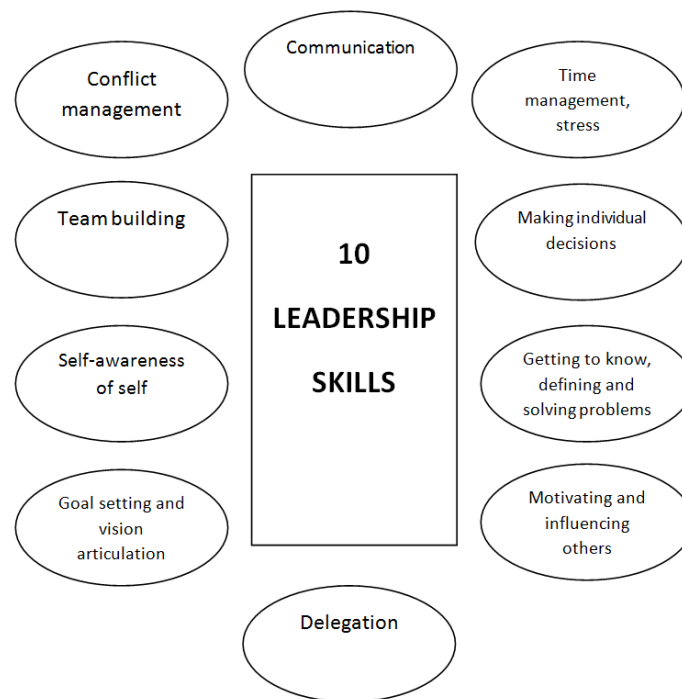 Communication
Conflict
management
Time
management,
stress
Team building
Making individual
decisions
10
LEADERSHIP
SKILLS
Self-awareness
of self
Getting to know,
defining and
solving problems
Goal setting and
vision
articulation
Motivating and
influencing
others
Delegation